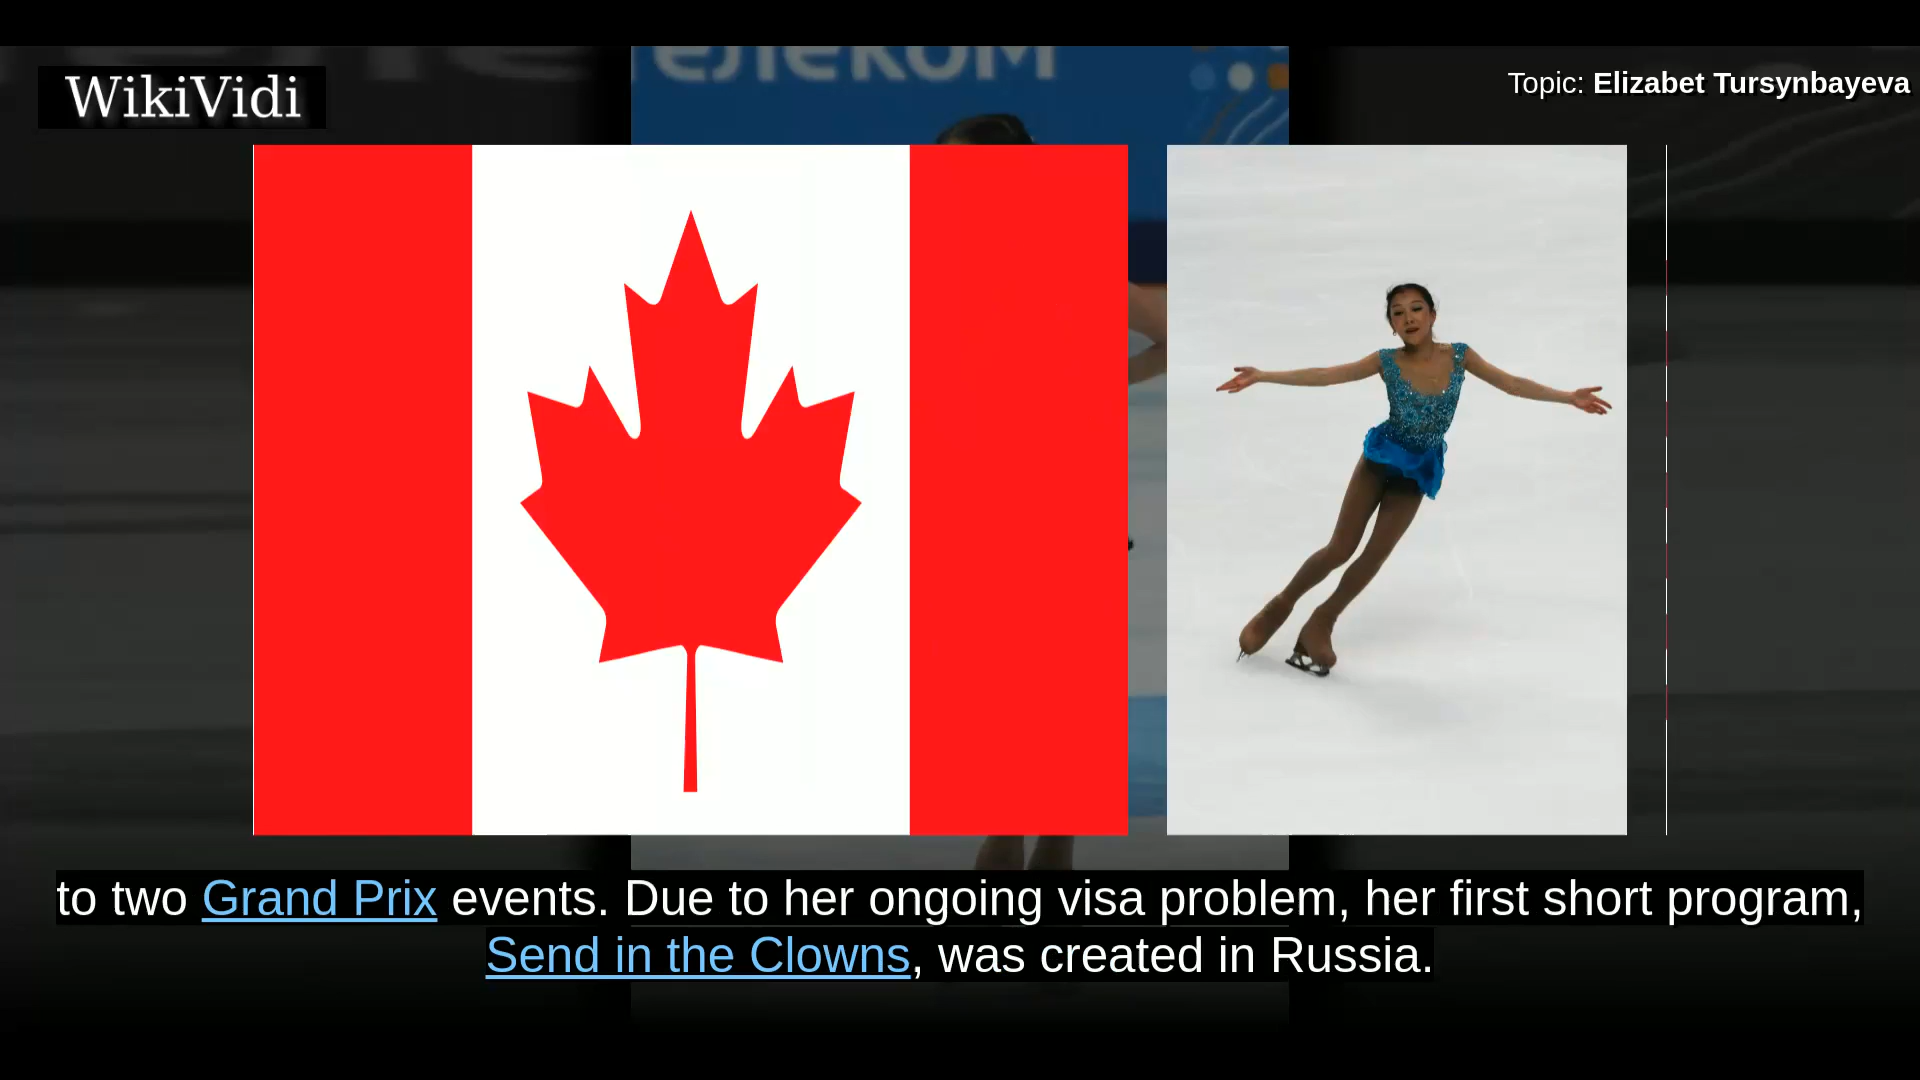 телеком
WikiVidi
Topic: Elizabet Tursynbayeva
to two Grand Prix events. Due to her ongoing visa problem, her first short program,
Send in the Clowns, was created in Russia.